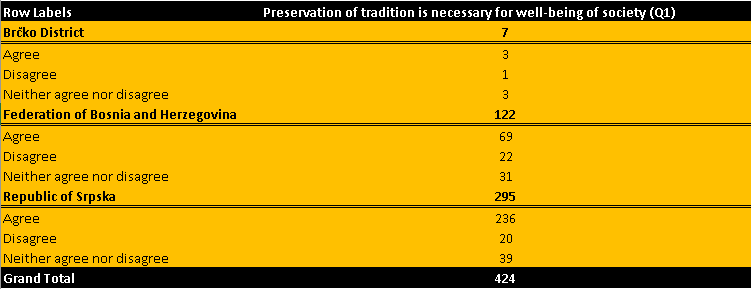 Row Labels Preservation of tradition is necessary for well-being of society (Q1)
Brčko District 7
Agree 3
Disagree 1
Neither agree nor disagree 3
Federation of Bosnia and Herzegovina 122
Agree 69
Disagree 22
Neither agree nor disagree 31
Republic of Srpska 295
Agree 236
Disagree 20
Neither agree nor disagree 39
Grand Total 424